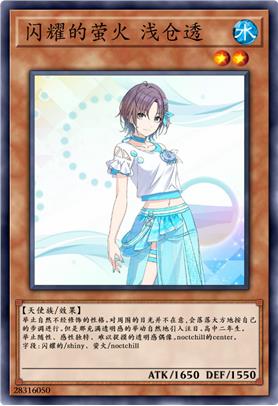 闪耀的萤火 浅仓透
水
【天使族/效果】
举止自然不经修饰的性格,对周围的目光并不在意,会落落大方地按自己
的步调进行,但是那充满透明感的举动自然地引人注目,高中二年生。
举止随性、感性独特、难以捉摸的透明感偶像,noctchill的center。
字段:闪耀的/shiny、萤火/noctchill
ATK/1650 DEF/1550
28316050